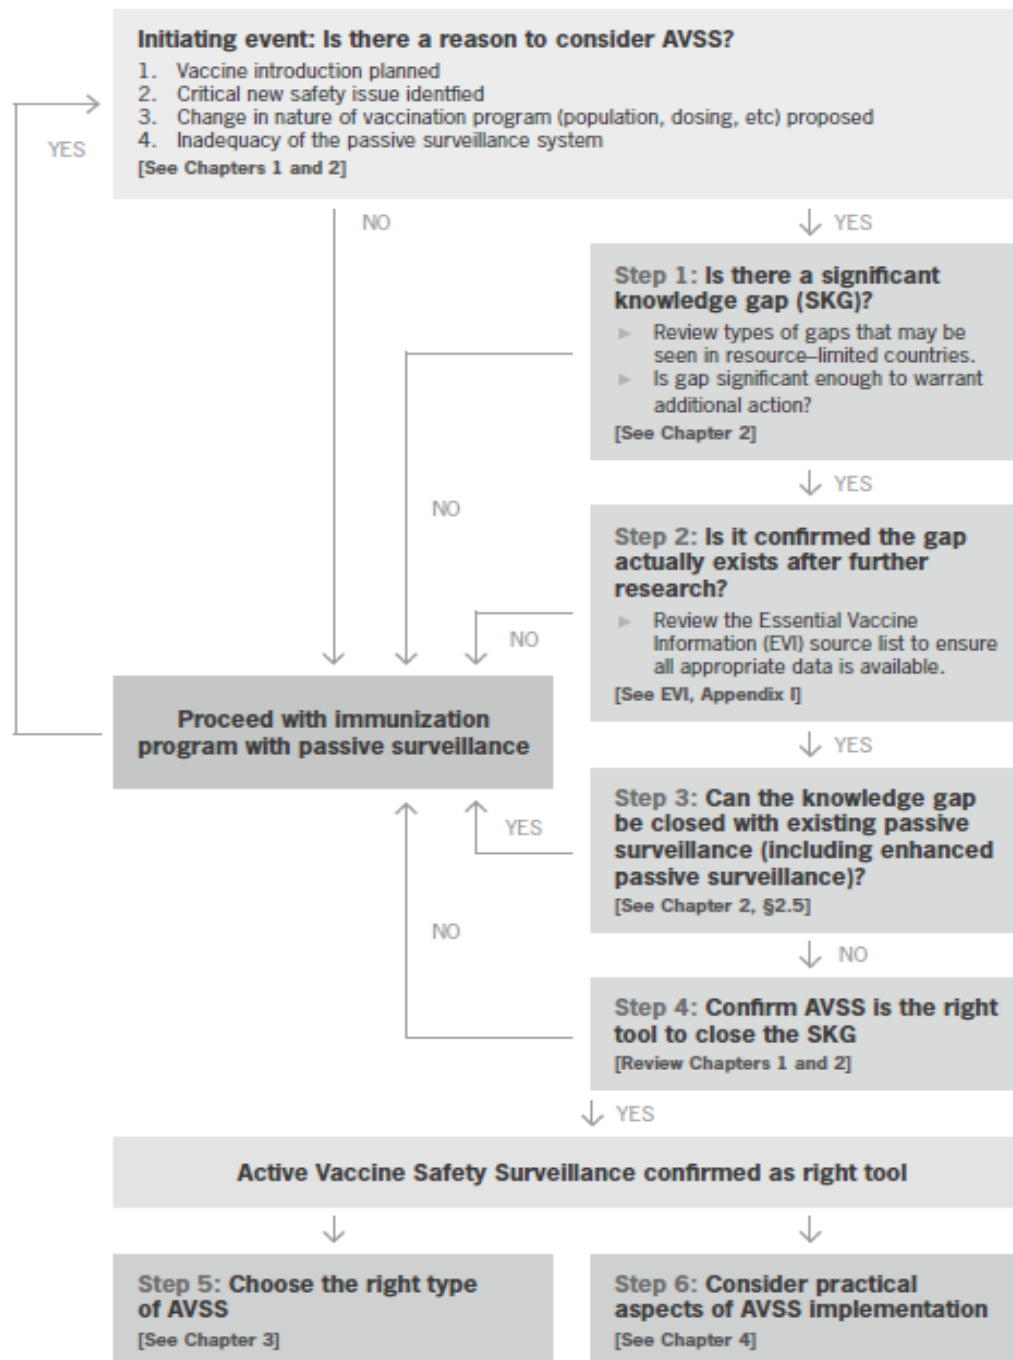 Initiating event: Is there a reason to consider AVSS?
1. Vaccine introduction planned
2. Critical new safety issue identfied
3. Change in nature of vaccination program (population, dosing, etc) proposed
4. Inadequacy of the passive surveillance system
[See Chapters 1 and 2]
YES
NO
YES
Step 1: Is there a significant
knowledge gap (SKG)?
► Review types of gaps that may be
seen in resource–limited countries.
► Is gap significant enough to warrant
additional action?
[See Chapter 2]
NO
YES
Step 2: Is it confirmed the gap
actually exists after further
research?
► Review the Essential Vaccine
Information (EVI) source list to ensure
all appropriate data is available.
[See EVI, Appendix I]
NO
Proceed with immunization
program with passive surveillance
YES
Step 3: Can the knowledge gap
be closed with existing passive
surveillance (including enhanced
passive surveillance)?
[See Chapter 2, §2.5]
YES
NO
NO
Step 4: Confirm AVSS is the right
tool to close the SKG
[Review Chapters 1 and 2]
YES
Active Vaccine Safety Surveillance confirmed as right tool
Step 5: Choose the right type
of AVSS
[See Chapter 3]
Step 6: Consider practical
aspects of AVSS implementation
[See Chapter 4]